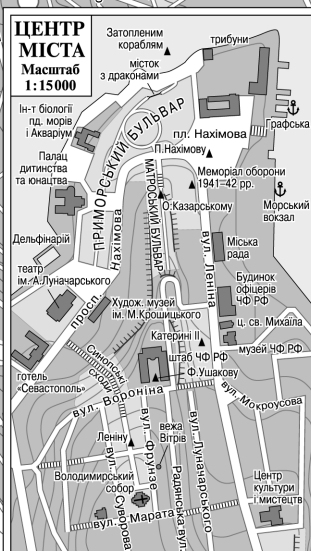 ЦЕНТР
МІСТА
Масштаб
1:15000
Затопленим
кораблям
трибуни
місток
з драконами
Ін-т біології
пд. морів
і Акваріум
ПРИМОРСЬКИЙ БУЛЬВАР
пл. Нахімова
Графська
П.Нахімову
Палац
дитинства
та юнацтва
МАТРОСЬКИЙ БУЛЬВАР
Меморіал оборони
1941–42 рр.
О.Казарському
Морський
вокзал
Дельфінарій
просп. Нахімова
вул. Леніна
Міська
рада
театр
ім. А.Луначарського
Будинок
офіцерів
ЧФ РФ
Худож. музей
ім. М.Крошицького
ц. св. Михаїла
Катерині ІІ
музей ЧФ РФ
Синопські
сходи
штаб ЧФ РФ
Ф.Ушакову
готель
«Севастополь»
вул. Вороніна
вул. Мокроусова
Леніну
вул. Фрунзе
вежа
Вітрів
вул. Луначарського
Володимирський
собор
вул. Суворова
Радянська вул.
Центр
культури
і мистецтв
вул. Марата